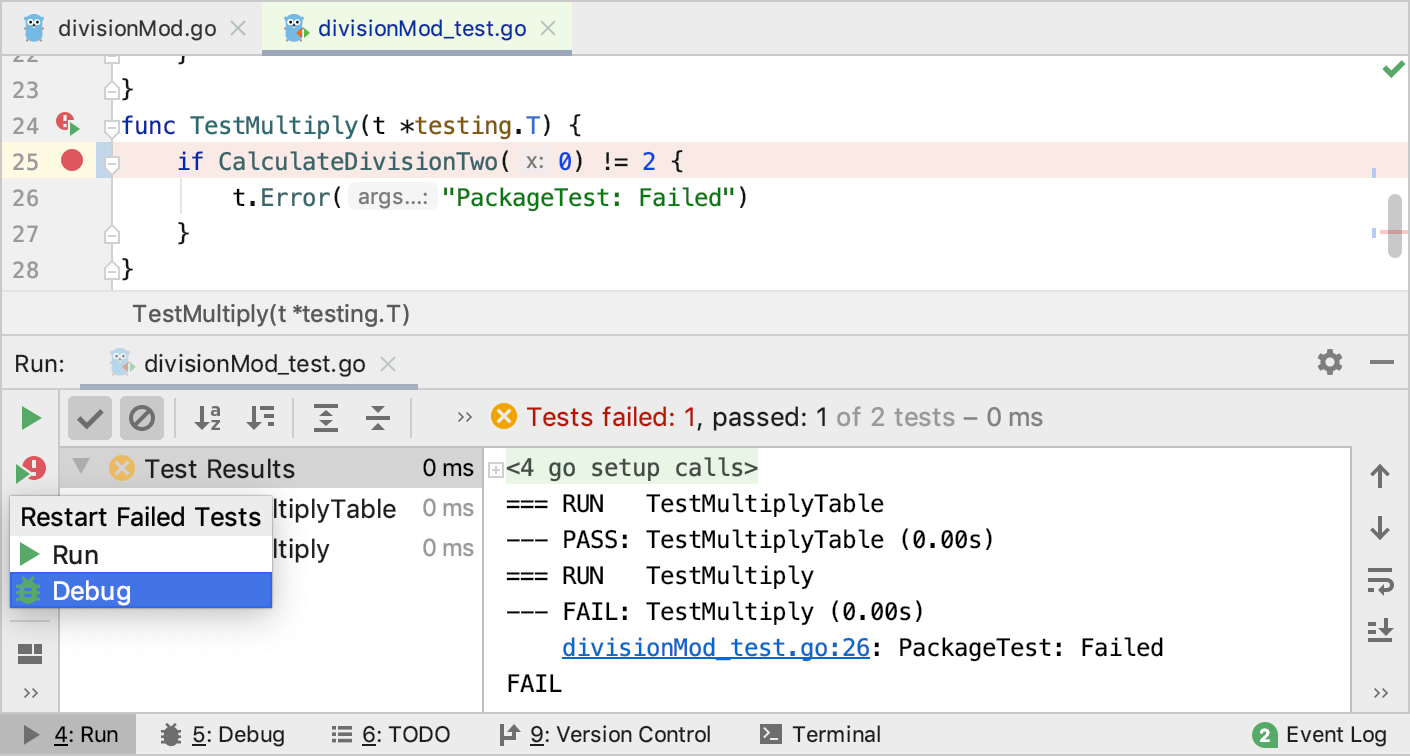 divisionMod.go
divisionMod_test.go
22 }
23 }
24 func TestMultiply(t *testing.T) {
25 if CalculateDivisionTwo( x: 0) != 2 {
26 t.Error( args...: "PackageTest: Failed")
27 }
28 }
TestMultiply(t *testing.T)
Run: divisionMod_test.go
Tests failed: 1, passed: 1 of 2 tests – 0 ms
Test Results 0 ms
ltiplyTable 0 ms
ltiply 0 ms
Restart Failed Tests
Run
Debug
<4 go setup calls>
=== RUN TestMultiplyTable
--- PASS: TestMultiplyTable (0.00s)
=== RUN TestMultiply
--- FAIL: TestMultiply (0.00s)
divisionMod_test.go:26: PackageTest: Failed
FAIL
4: Run 5: Debug 6: TODO 9: Version Control Terminal 2 Event Log